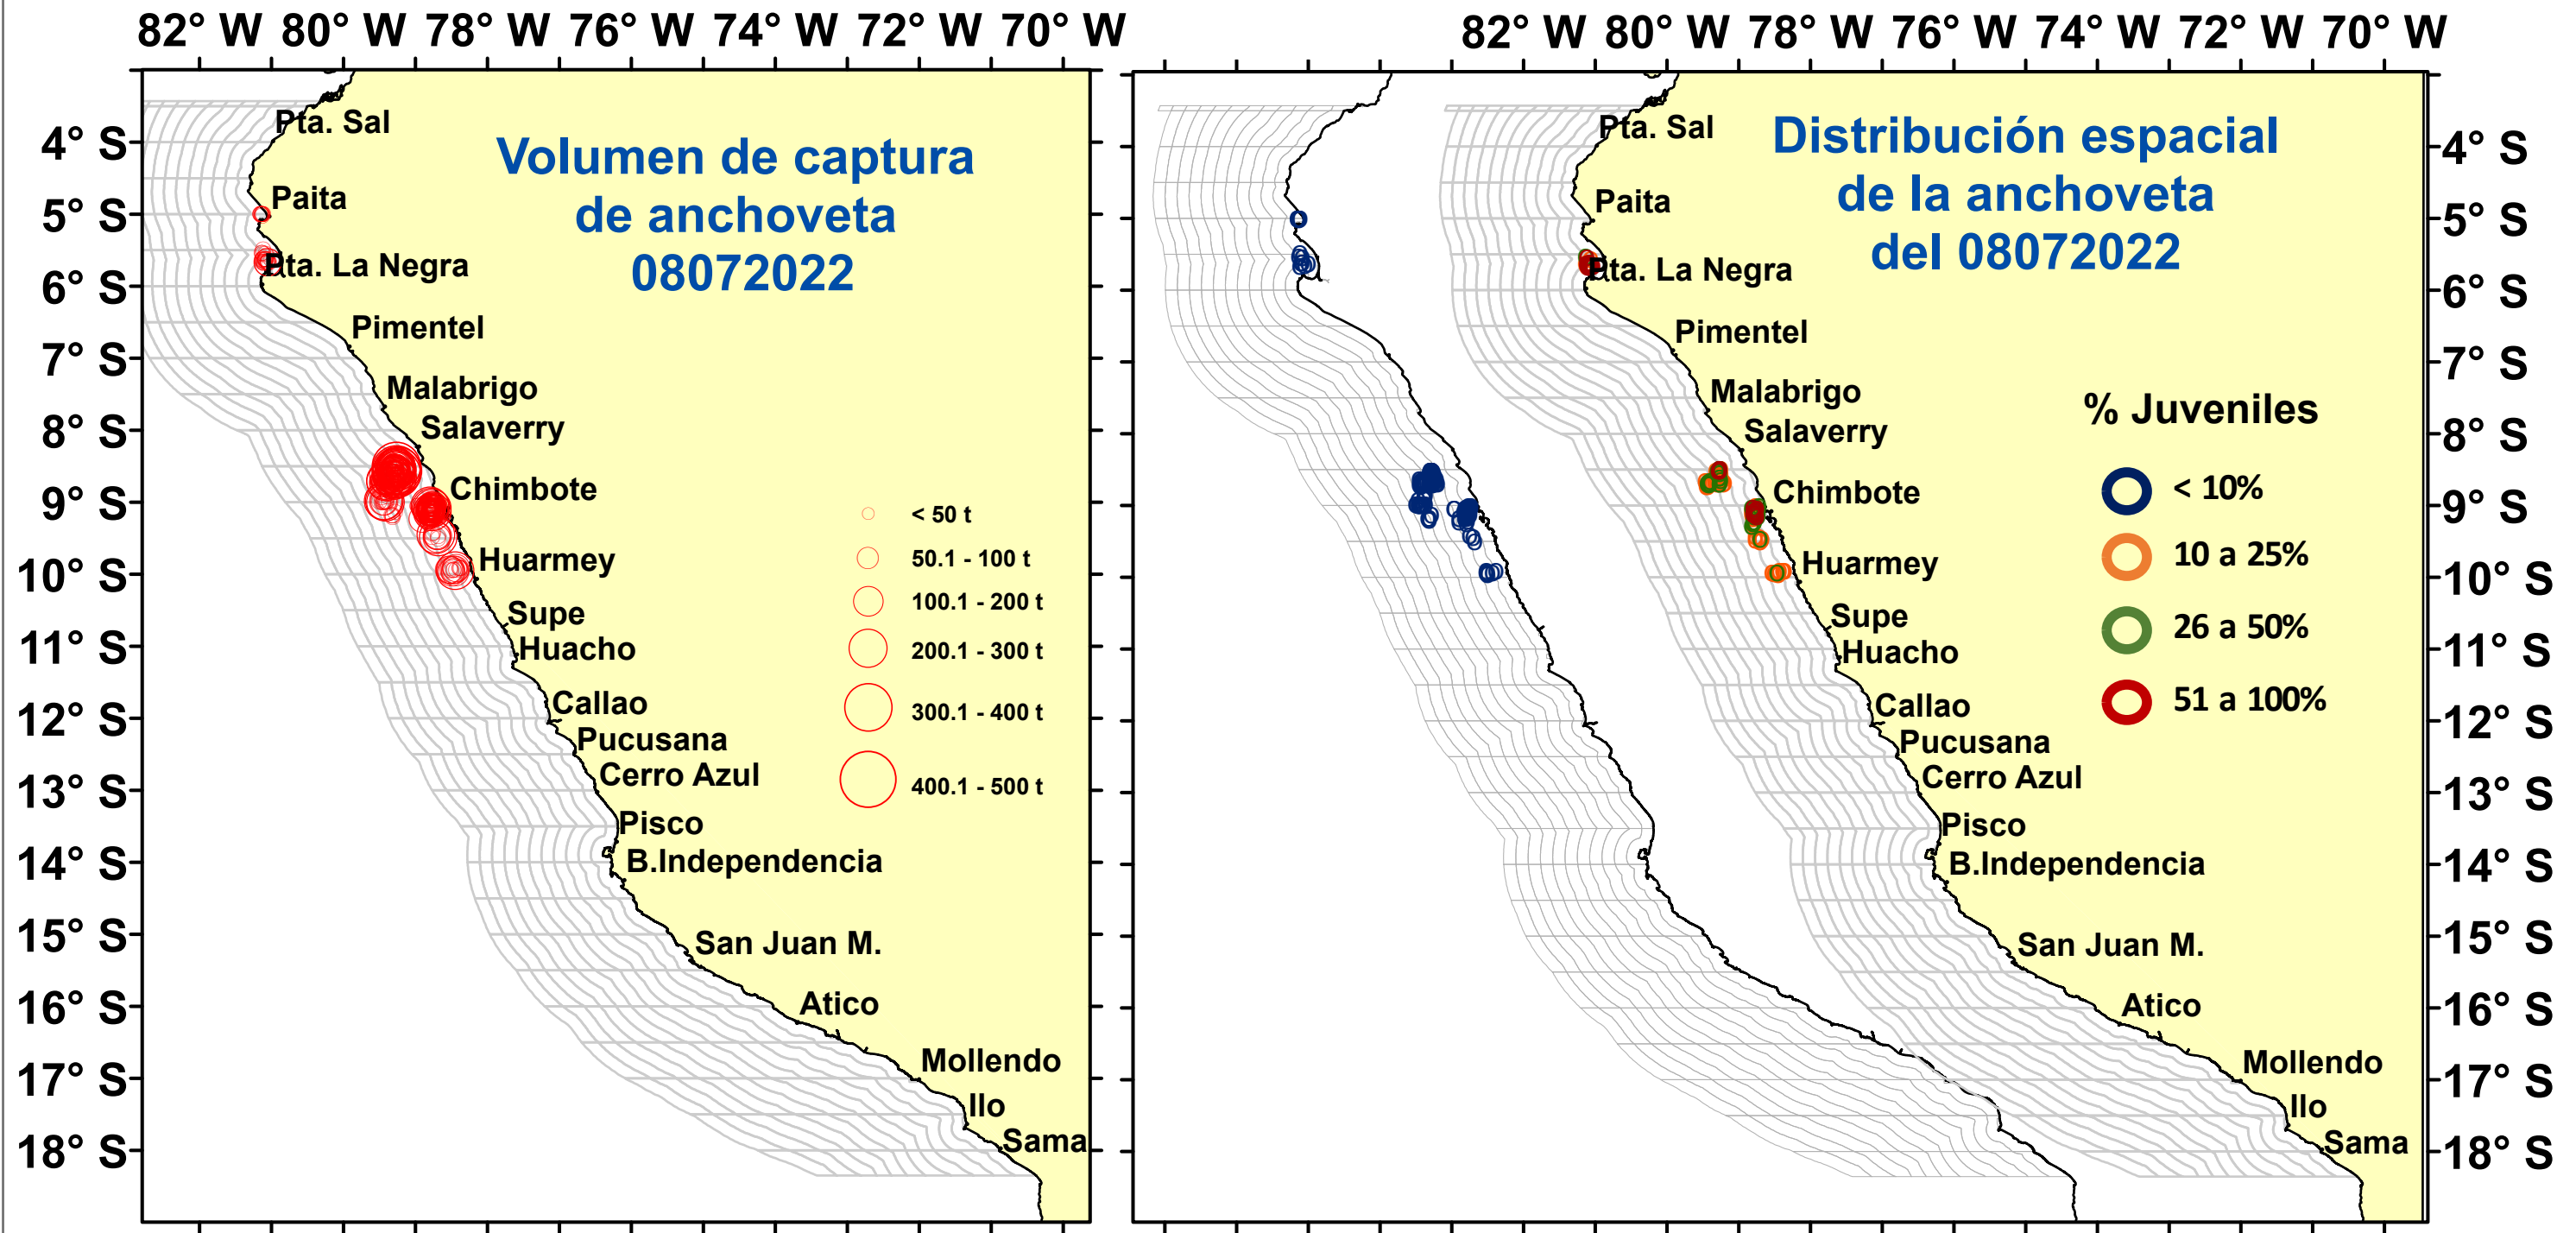 82° W 80° W 78° W 76° W 74° W 72° W 70° W
82° W 80° W 78° W 76° W 74° W 72° W 70° W
4° S
5° S
6° S
7° S
8° S
9° S
10° S
11° S
12° S
13° S
14° S
15° S
16° S
17° S
18° S
Volumen de captura
de anchoveta
08072022
Pta. Sal
Paita
Pta. La Negra
Pimentel
Malabrigo
Salaverry
Chimbote
Huarmey
Supe
Huacho
Callao
Pucusana
Cerro Azul
Pisco
B.Independencia
San Juan M.
Atico
Mollendo
Ilo
Sama
< 50 t
50.1 - 100 t
100.1 - 200 t
200.1 - 300 t
300.1 - 400 t
400.1 - 500 t
Distribución espacial
de la anchoveta
del 08072022
Pta. Sal
Paita
Pta. La Negra
Pimentel
Malabrigo
Salaverry
Chimbote
Huarmey
Supe
Huacho
Callao
Pucusana
Cerro Azul
Pisco
B.Independencia
San Juan M.
Atico
Mollendo
Ilo
Sama
% Juveniles
< 10%
10 a 25%
26 a 50%
51 a 100%
4° S
5° S
6° S
7° S
8° S
9° S
10° S
11° S
12° S
13° S
14° S
15° S
16° S
17° S
18° S